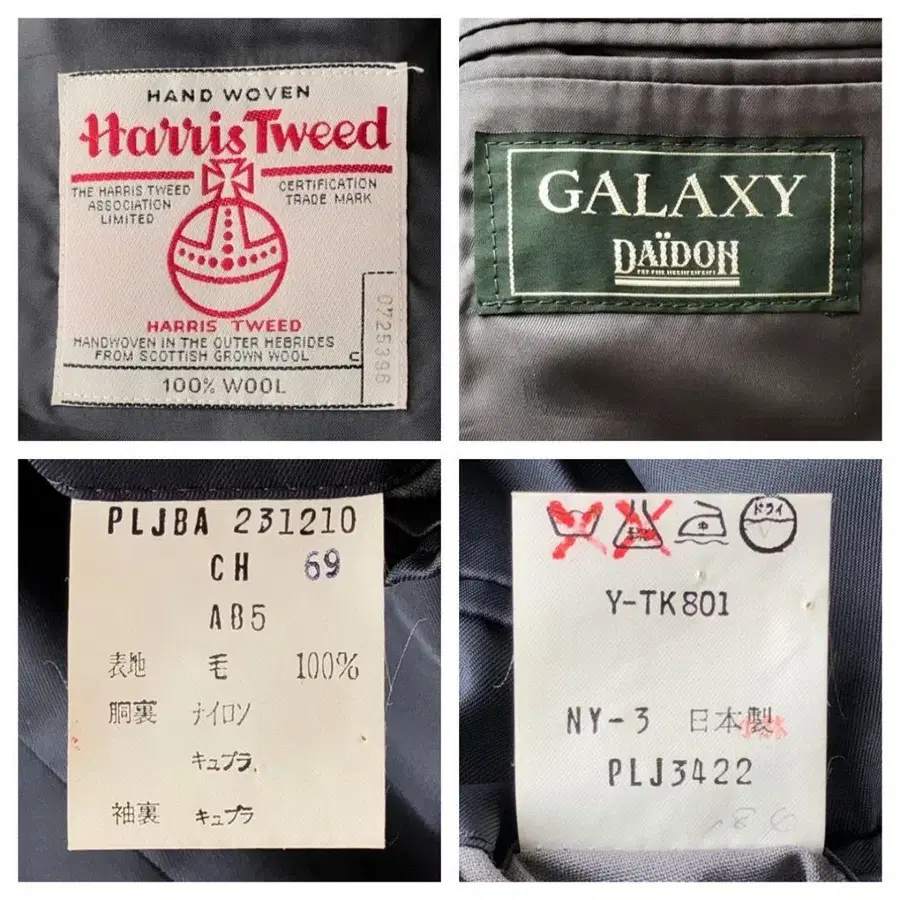 HAND WOVEN
Harris Tweed
THE HARRIS TWEED
ASSOCIATION
LIMITED
CERTIFICATION
TRADE MARK
HARRIS TWEED
HANDWOVEN IN THE OUTER HEBRIDES
FROM SCOTTISH GROWN WOOL
C
0725396
100% WOOL
GALAXY
DAÏDOH
PLJBA 231210
CH 69
AB5
表地 毛 100%
胴裏 ナイロン
キュプラ
袖裏 キュプラ
中 ドライ
Y-TK801
NY-3 日本製
PLJ3422